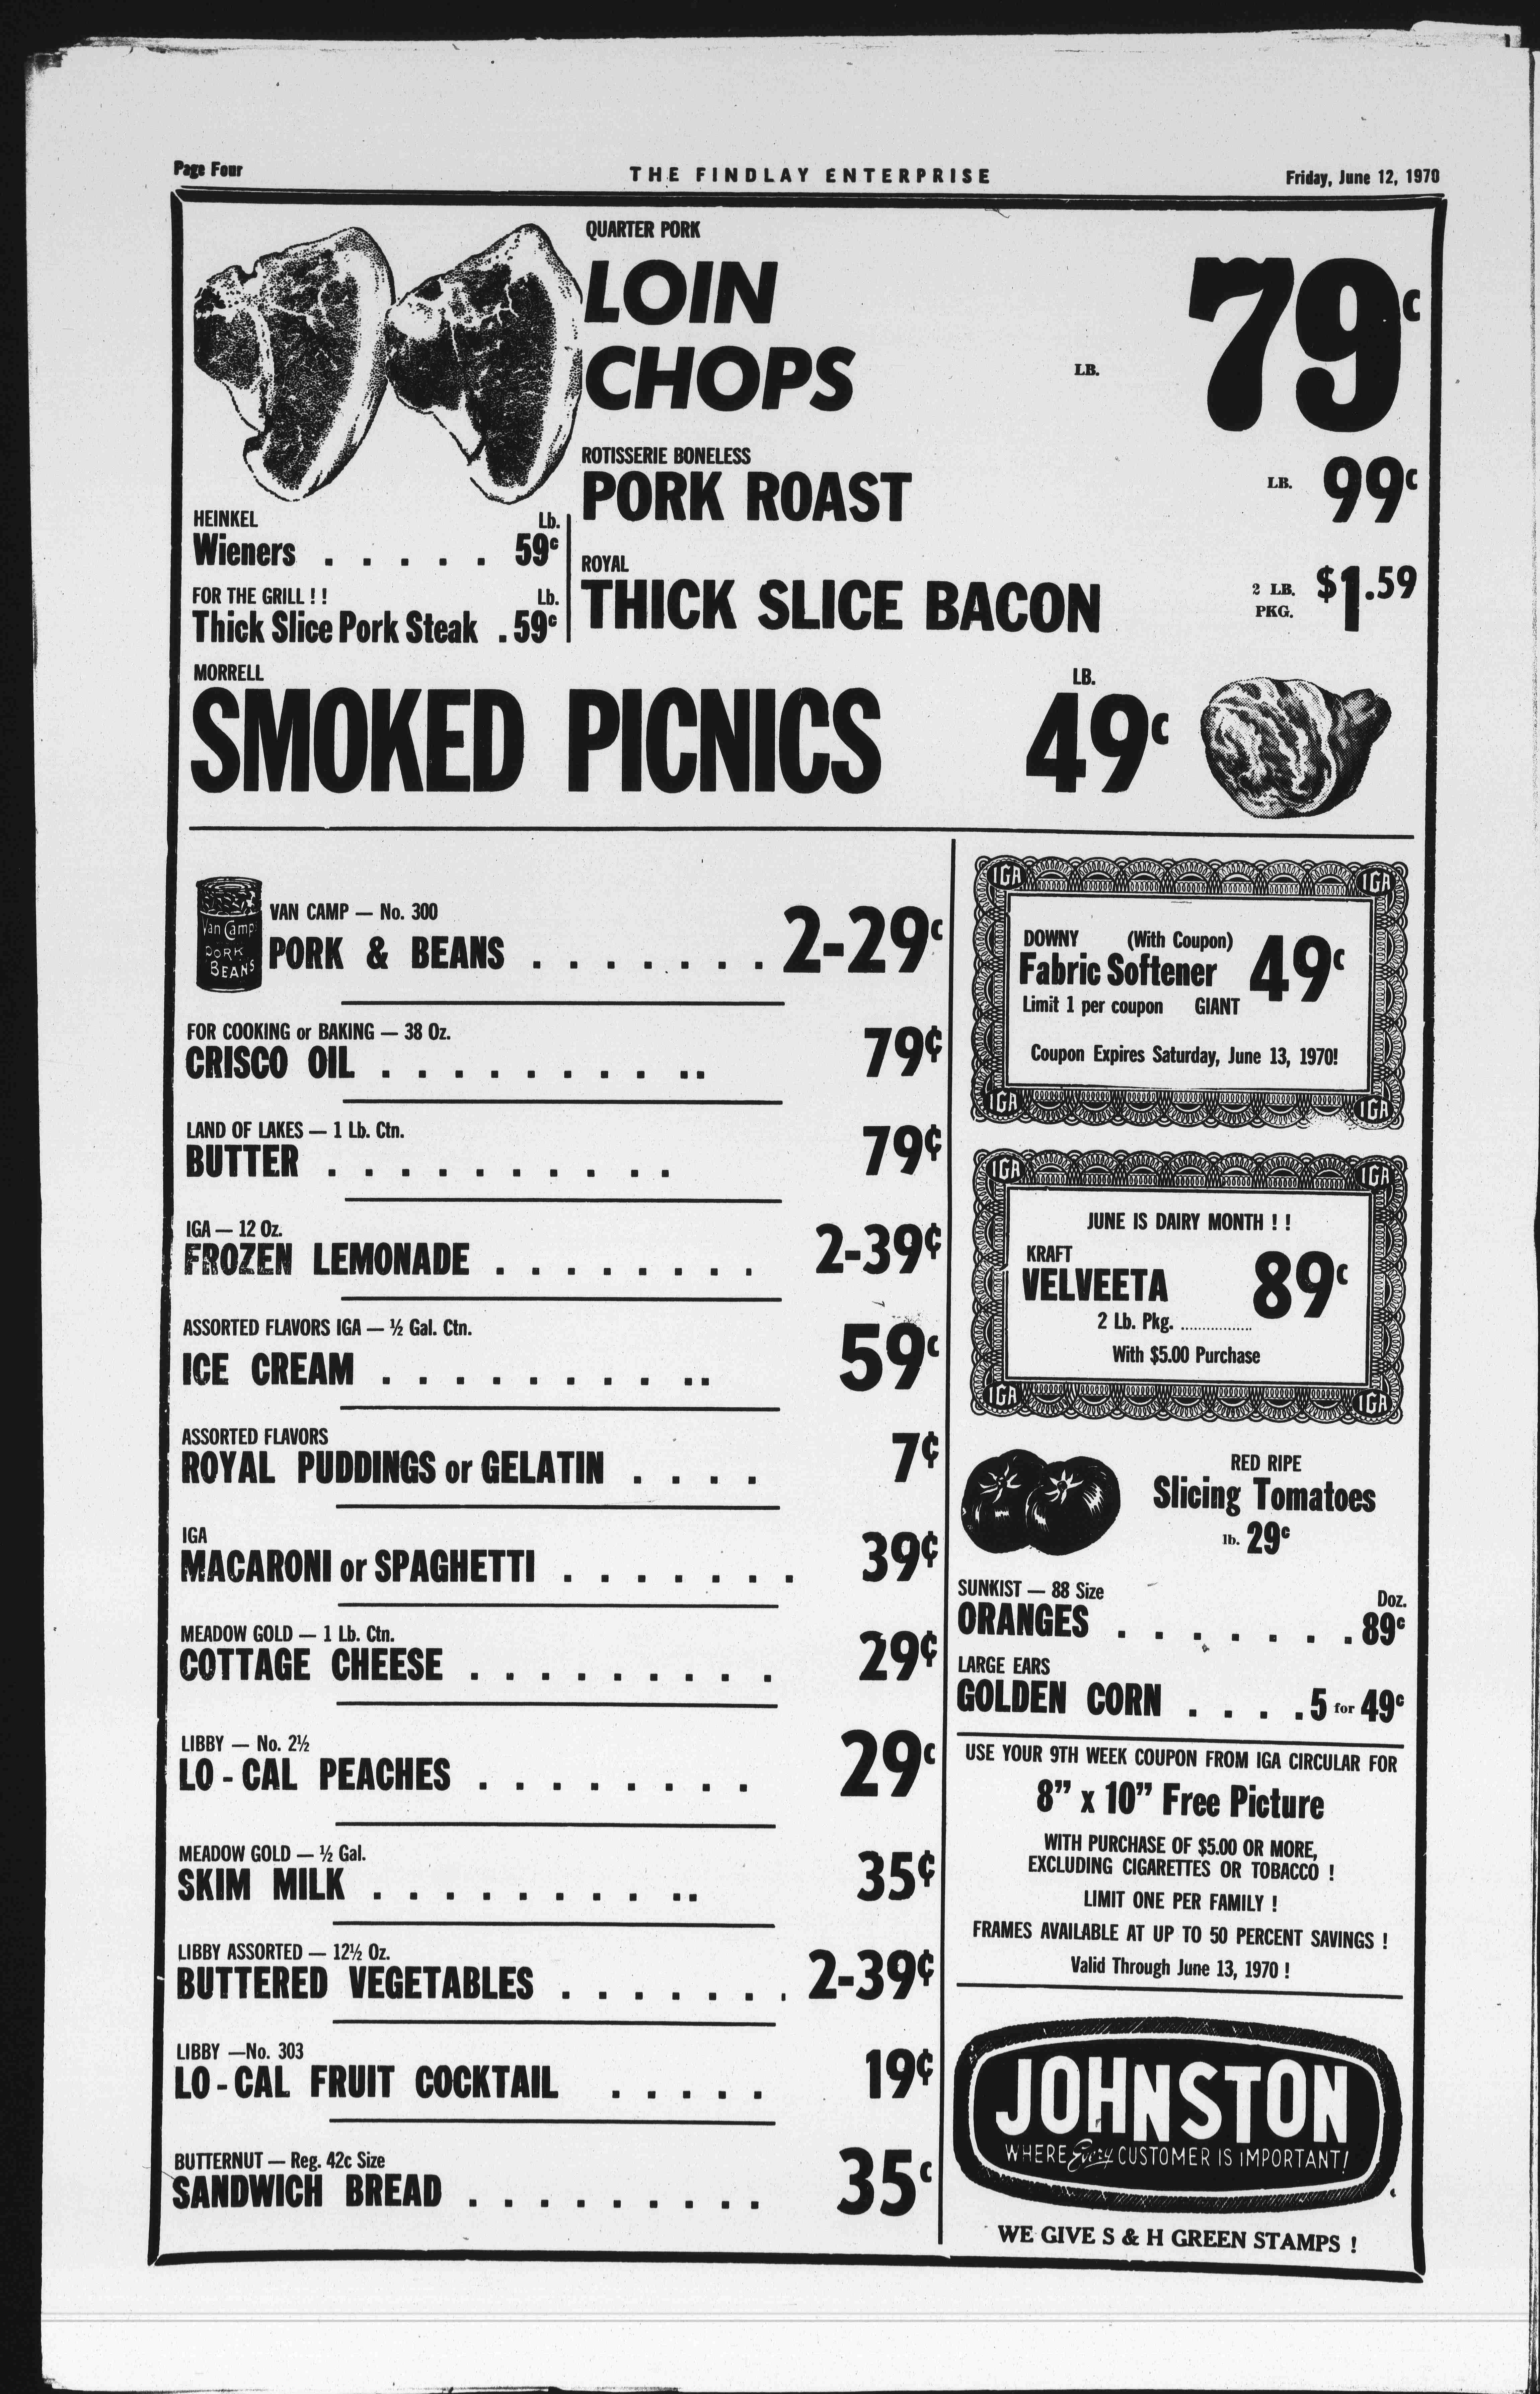 Page Four
THE FINDLAY ENTERPRISE
Friday, June 12, 1970
QUARTER PORK
LOIN
CHOPS
LB.
79c
ROTISSERIE BONELESS
PORK ROAST
LB. 99c
ROYAL
THICK SLICE BACON
2 LB.
PKG.
$1.59
HEINKEL Lb.
Wieners . . . . . 59c
FOR THE GRILL ! ! Lb.
Thick Slice Pork Steak . 59c
MORRELL
SMOKED PICNICS
LB.
49c
Van Camp's
PORK
BEANS
VAN CAMP — No. 300
PORK & BEANS . . . . . . . 2-29c
FOR COOKING or BAKING — 38 Oz.
CRISCO OIL . . . . . . . . . .. 79¢
LAND OF LAKES — 1 Lb. Ctn.
BUTTER . . . . . . . . . . 79¢
IGA — 12 Oz.
FROZEN LEMONADE . . . . . . . . 2-39¢
ASSORTED FLAVORS IGA — ½ Gal. Ctn.
ICE CREAM . . . . . . . . . .. 59c
ASSORTED FLAVORS
ROYAL PUDDINGS or GELATIN . . . . 7¢
IGA
MACARONI or SPAGHETTI . . . . . . . 39¢
MEADOW GOLD — 1 Lb. Ctn.
COTTAGE CHEESE . . . . . . . . . 29¢
LIBBY — No. 2½
LO - CAL PEACHES . . . . . . . . 29c
MEADOW GOLD — ½ Gal.
SKIM MILK . . . . . . . . . .. 35¢
LIBBY ASSORTED — 12½ Oz.
BUTTERED VEGETABLES . . . . . . . 2-39¢
LIBBY —No. 303
LO - CAL FRUIT COCKTAIL . . . . . 19¢
BUTTERNUT — Reg. 42c Size
SANDWICH BREAD . . . . . . . . . 35c
IGA IGA
DOWNY (With Coupon)
Fabric Softener 49c
Limit 1 per coupon GIANT
Coupon Expires Saturday, June 13, 1970!
IGA IGA
IGA IGA
JUNE IS DAIRY MONTH ! !
KRAFT
VELVEETA 89c
2 Lb. Pkg. ................
With $5.00 Purchase
IGA IGA
RED RIPE
Slicing Tomatoes
lb. 29c
SUNKIST — 88 Size Doz.
ORANGES . . . . . . . . 89c
LARGE EARS
GOLDEN CORN . . . . 5 for 49c
USE YOUR 9TH WEEK COUPON FROM IGA CIRCULAR FOR
8” x 10” Free Picture
WITH PURCHASE OF $5.00 OR MORE,
EXCLUDING CIGARETTES OR TOBACCO !
LIMIT ONE PER FAMILY !
FRAMES AVAILABLE AT UP TO 50 PERCENT SAVINGS !
Valid Through June 13, 1970 !
JOHNSTON
WHERE Every CUSTOMER IS IMPORTANT!
WE GIVE S & H GREEN STAMPS !